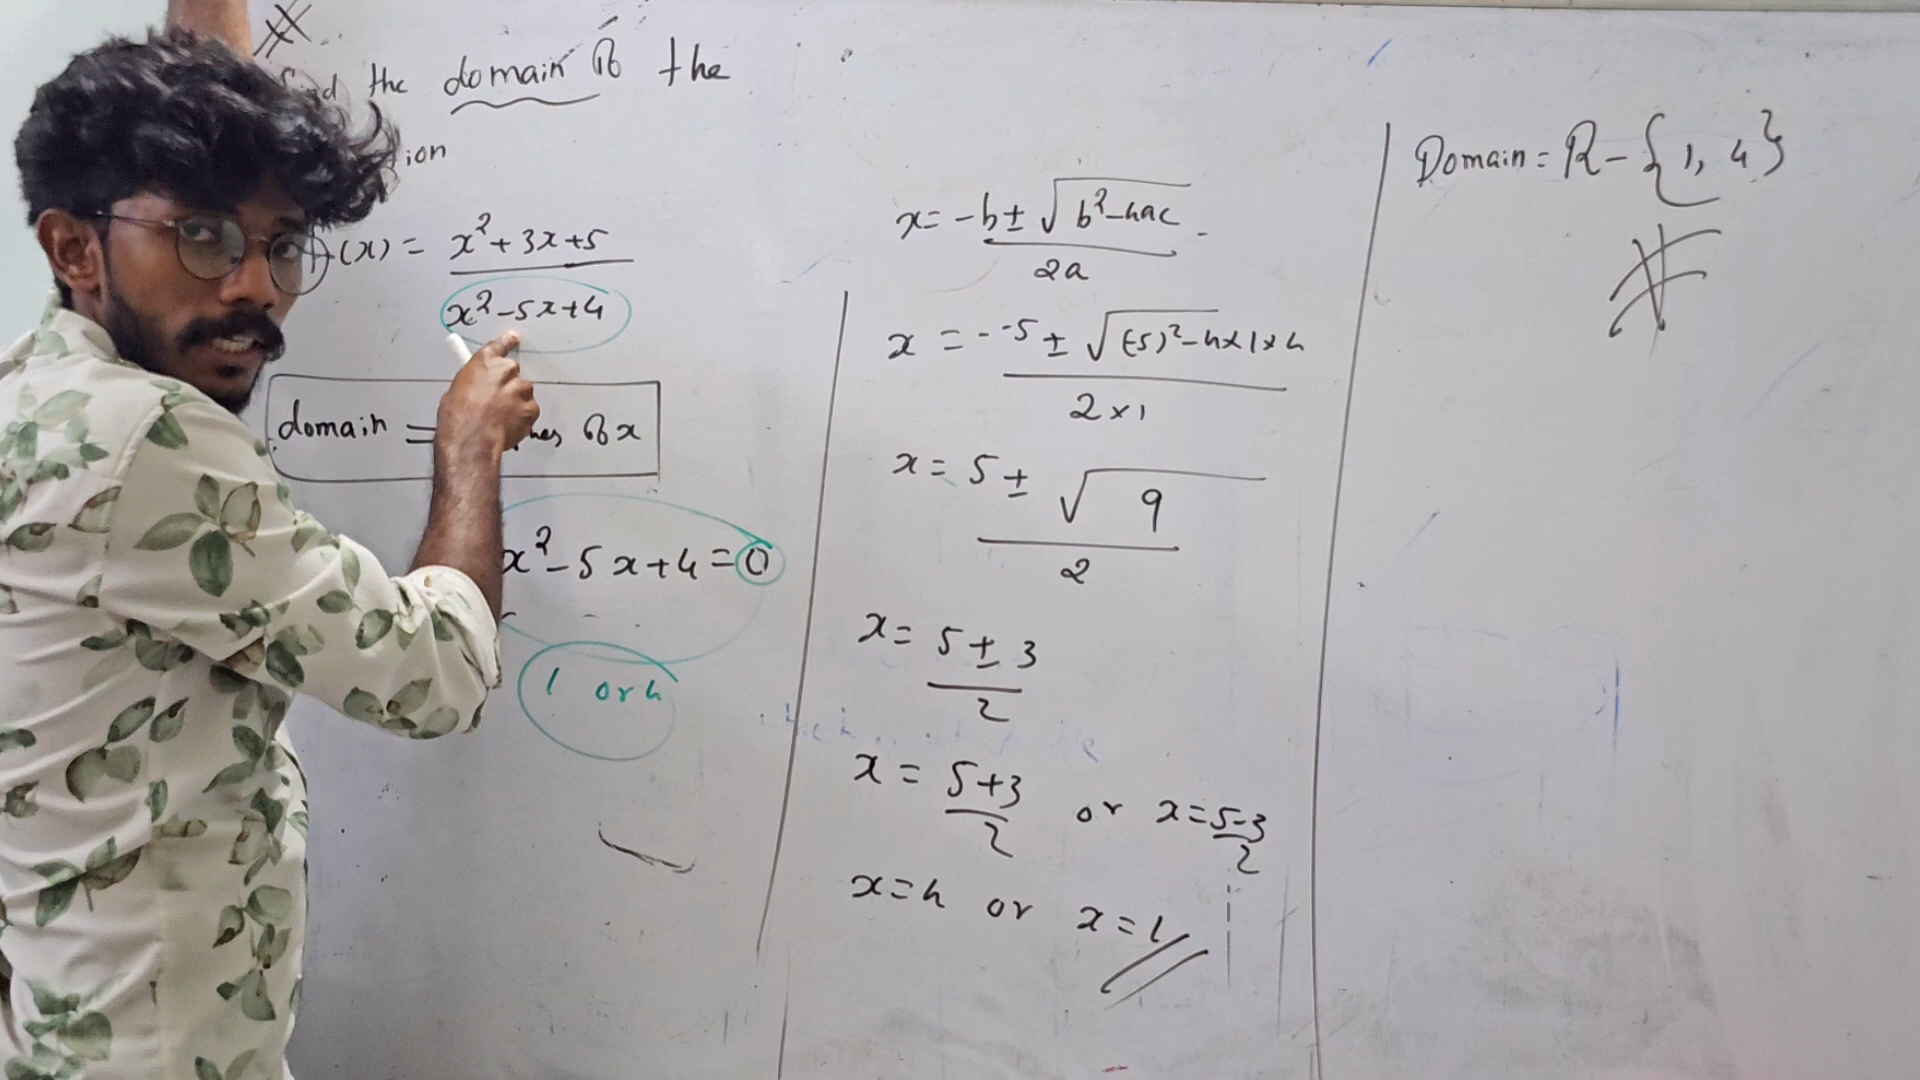 the domain of the
f(x) = x²+3x+5
x²-5x+4
domain = of x
x²-5x+4=0
1 or 4
x= -b± √b²-4ac
2a
x = - -5 ± √(-5)²-4×1×4
2×1
x= 5 ± √9
2
x= 5±3
2
x = 5+3 or x=5-3
2 2
x=4 or x=1
Domain = R-{1, 4}